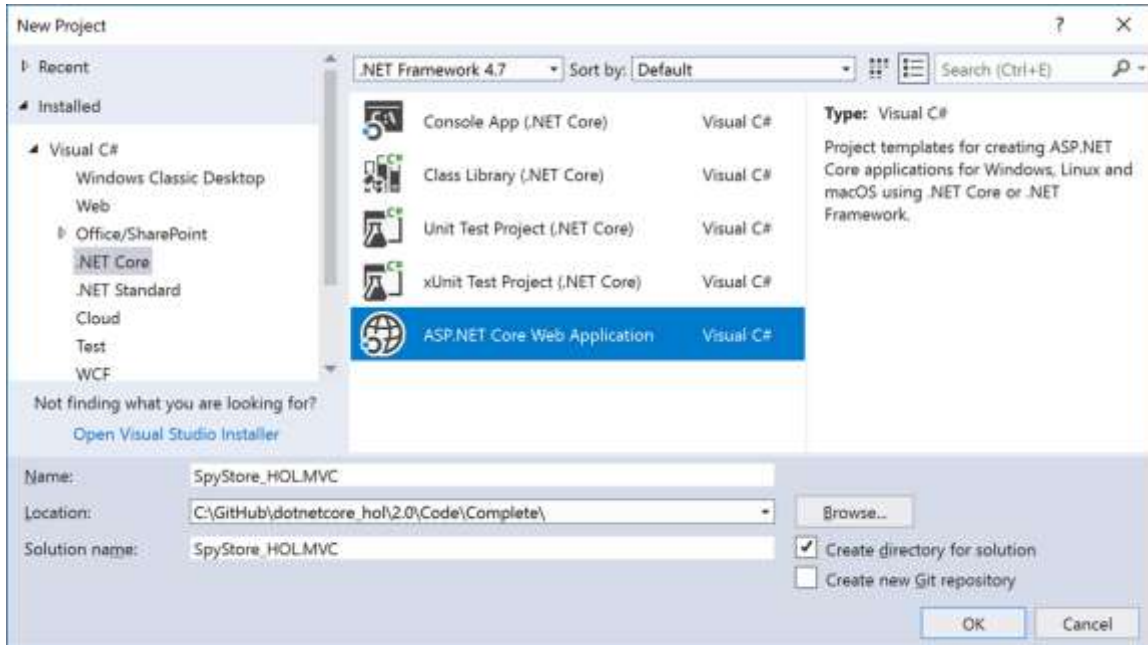 New Project
?
Recent
Installed
Visual C#
Windows Classic Desktop
Web
Office/SharePoint
.NET Core
.NET Standard
Cloud
Test
WCF
Not finding what you are looking for?
Open Visual Studio Installer
.NET Framework 4.7 Sort by: Default Search (Ctrl+E)
Console App (.NET Core) Visual C#
Class Library (.NET Core) Visual C#
Unit Test Project (.NET Core) Visual C#
xUnit Test Project (.NET Core) Visual C#
ASP.NET Core Web Application Visual C#
Type: Visual C#
Project templates for creating ASP.NET
Core applications for Windows, Linux and
macOS using .NET Core or .NET
Framework.
Name: SpyStore_HOL.MVC
Location: C:\GitHub\dotnetcore_hol\2.0\Code\Complete\ Browse...
Solution name: SpyStore_HOL.MVC
Create directory for solution
Create new Git repository
OK Cancel